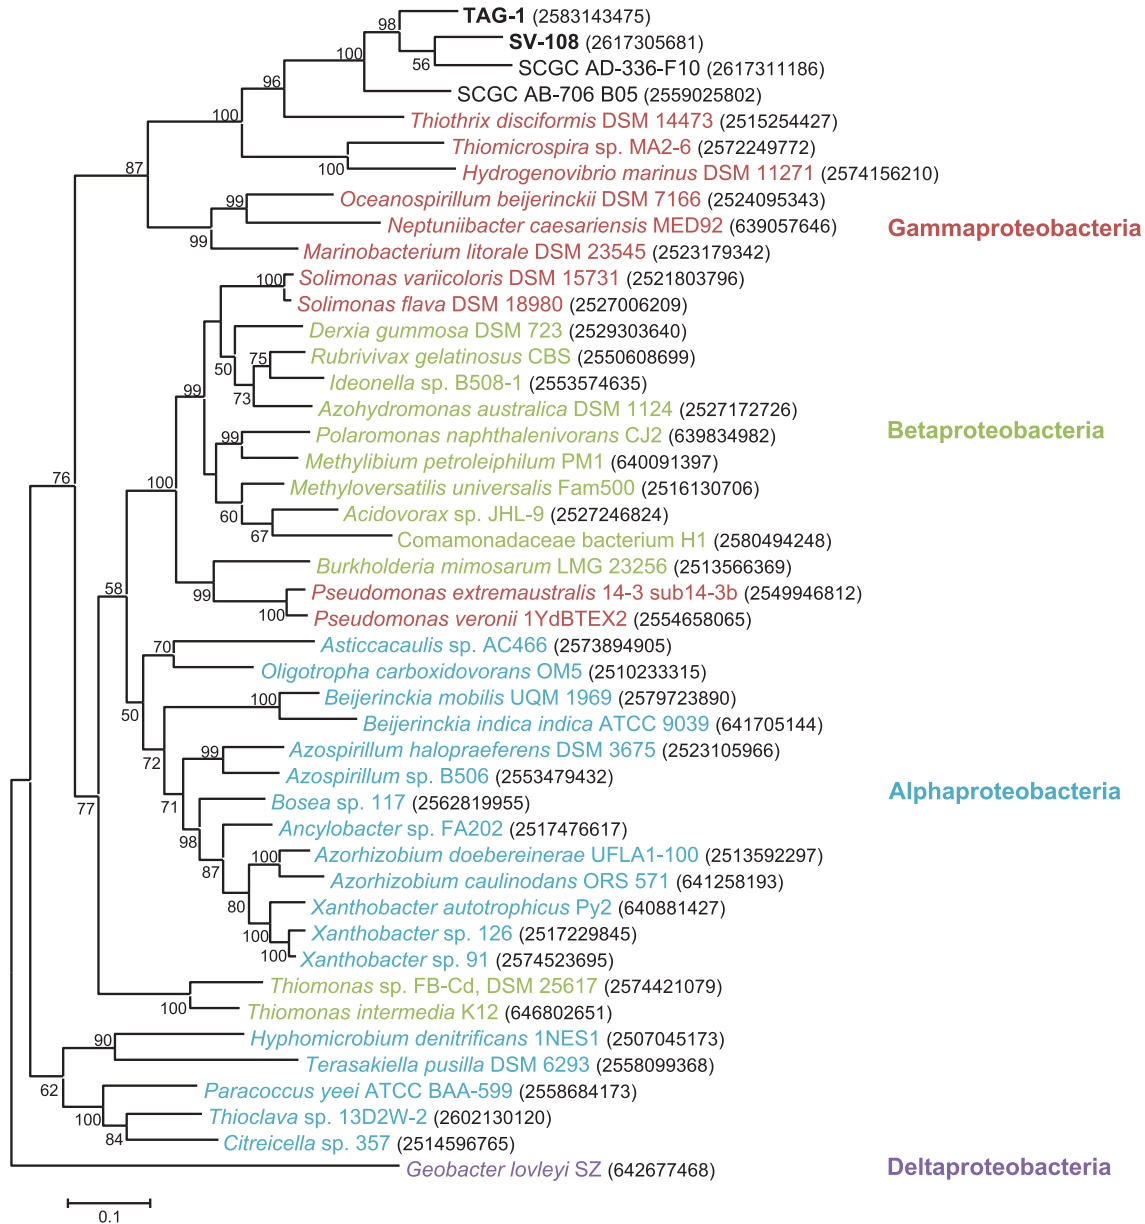 TAG-1 (2583143475)
98
SV-108 (2617305681)
100
56
SCGC AD-336-F10 (2617311186)
96
SCGC AB-706 B05 (2559025802)
100
Thiothrix disciformis DSM 14473 (2515254427)
Thiomicrospira sp. MA2-6 (2572249772)
87
100
Hydrogenovibrio marinus DSM 11271 (2574156210)
99
Oceanospirillum beijerinckii DSM 7166 (2524095343)
Neptuniibacter caesariensis MED92 (639057646)
Gammaproteobacteria
99
Marinobacterium litorale DSM 23545 (2523179342)
100
Solimonas variicoloris DSM 15731 (2521803796)
Solimonas flava DSM 18980 (2527006209)
Derxia gummosa DSM 723 (2529303640)
75
Rubrivivax gelatinosus CBS (2550608699)
50
Ideonella sp. B508-1 (2553574635)
99
73
Azohydromonas australica DSM 1124 (2527172726)
99
Polaromonas naphthalenivorans CJ2 (639834982)
Betaproteobacteria
Methylibium petroleiphilum PM1 (640091397)
76
100
Methyloversatilis universalis Fam500 (2516130706)
60
Acidovorax sp. JHL-9 (2527246824)
67
Comamonadaceae bacterium H1 (2580494248)
Burkholderia mimosarum LMG 23256 (2513566369)
58
99
Pseudomonas extremaustralis 14-3 sub14-3b (2549946812)
100
Pseudomonas veronii 1YdBTEX2 (2554658065)
70
Asticcacaulis sp. AC466 (2573894905)
Oligotropha carboxidovorans OM5 (2510233315)
100
Beijerinckia mobilis UQM 1969 (2579723890)
50
Beijerinckia indica indica ATCC 9039 (641705144)
72
99
Azospirillum halopraeferens DSM 3675 (2523105966)
Azospirillum sp. B506 (2553479432)
Alphaproteobacteria
77
71
Bosea sp. 117 (2562819955)
Ancylobacter sp. FA202 (2517476617)
98
100
Azorhizobium doebereinerae UFLA1-100 (2513592297)
87
Azorhizobium caulinodans ORS 571 (641258193)
80
Xanthobacter autotrophicus Py2 (640881427)
100
Xanthobacter sp. 126 (2517229845)
100
Xanthobacter sp. 91 (2574523695)
Thiomonas sp. FB-Cd, DSM 25617 (2574421079)
100
Thiomonas intermedia K12 (646802651)
90
Hyphomicrobium denitrificans 1NES1 (2507045173)
Terasakiella pusilla DSM 6293 (2558099368)
62
Paracoccus yeei ATCC BAA-599 (2558684173)
100
Thioclava sp. 13D2W-2 (2602130120)
84
Citreicella sp. 357 (2514596765)
Geobacter lovleyi SZ (642677468)
Deltaproteobacteria
0.1